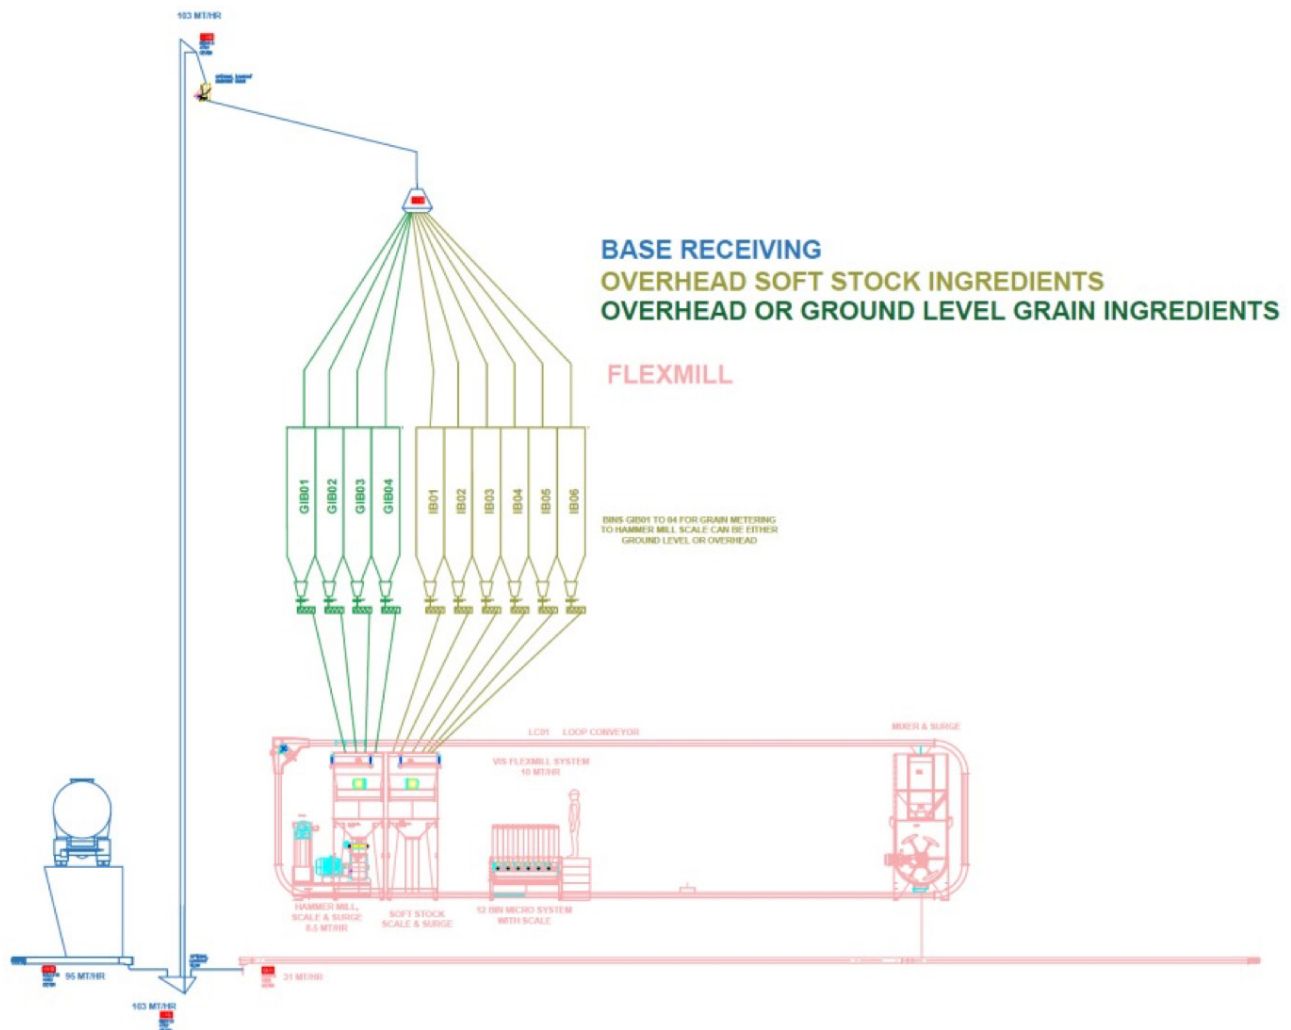 103 MT/HR
BASE RECEIVING
OVERHEAD SOFT STOCK INGREDIENTS
OVERHEAD OR GROUND LEVEL GRAIN INGREDIENTS
FLEXMILL
GIB01
GIB02
GIB03
GIB04
IB01
IB02
IB03
IB04
IB05
IB06
BINS GIB01 TO 04 FOR GRAIN METERING
TO HAMMER MILL SCALE CAN BE EITHER
GROUND LEVEL OR OVERHEAD
LC01 LOOP CONVEYOR
MIXER & SURGE
VIS FLEXMILL SYSTEM
10 MT/HR
HAMMER MILL,
SCALE & SURGE
8.5 MT/HR
SOFT STOCK
SCALE & SURGE
12 BIN MICRO SYSTEM
WITH SCALE
95 MT/HR
31 MT/HR
103 MT/HR